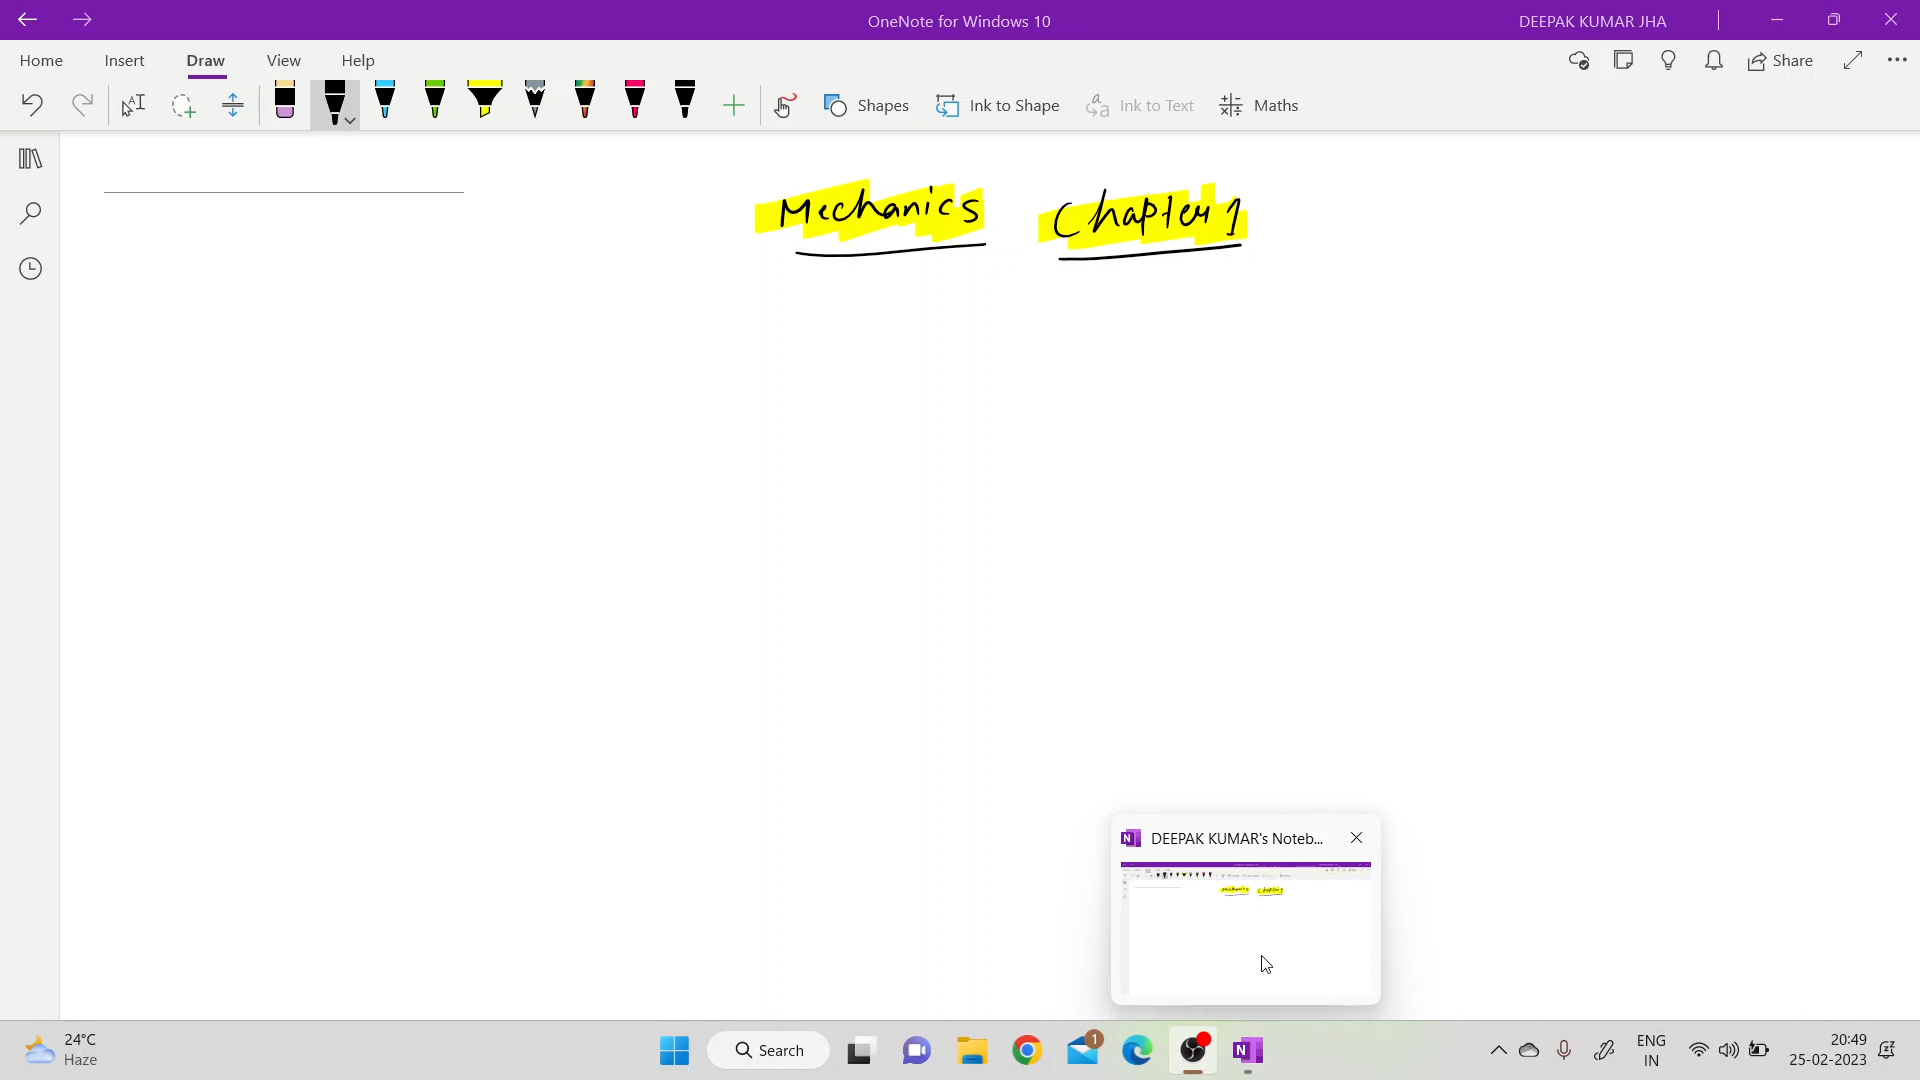 OneNote for Windows 10
DEEPAK KUMAR JHA
Home Insert Draw View Help
Share
Shapes Ink to Shape Ink to Text Maths
Mechanics Chapter 1
DEEPAK KUMAR's Noteb...
24°C
Haze
Search
1
ENG
IN
20:49
25-02-2023